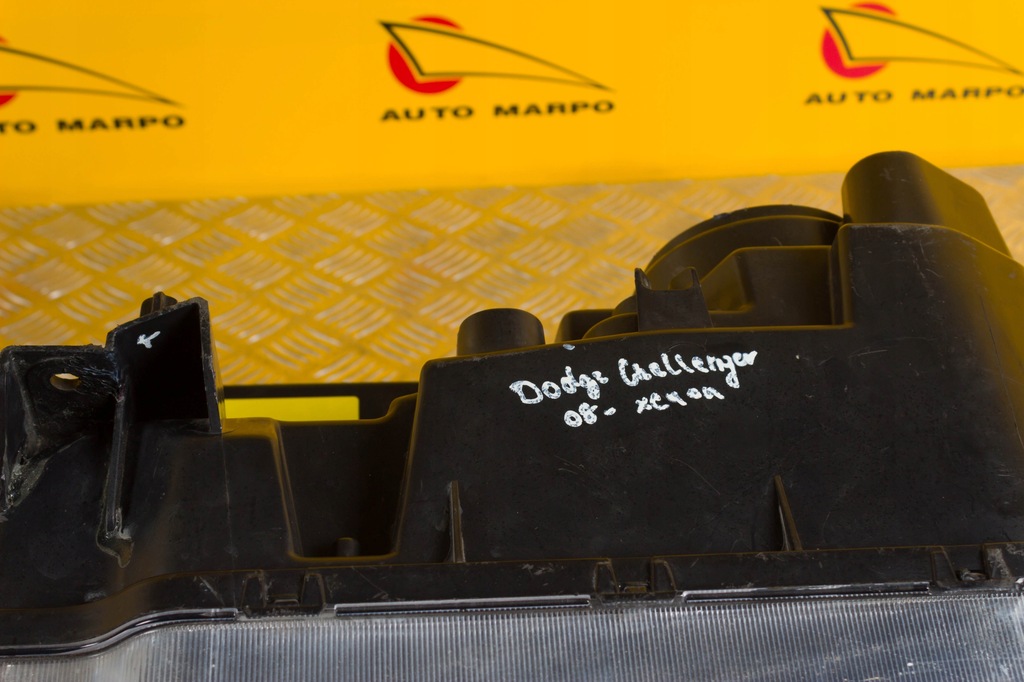 TO MARPO
AUTO MARPO
AUTO MARPO
Dodge Challenger
08- xenon